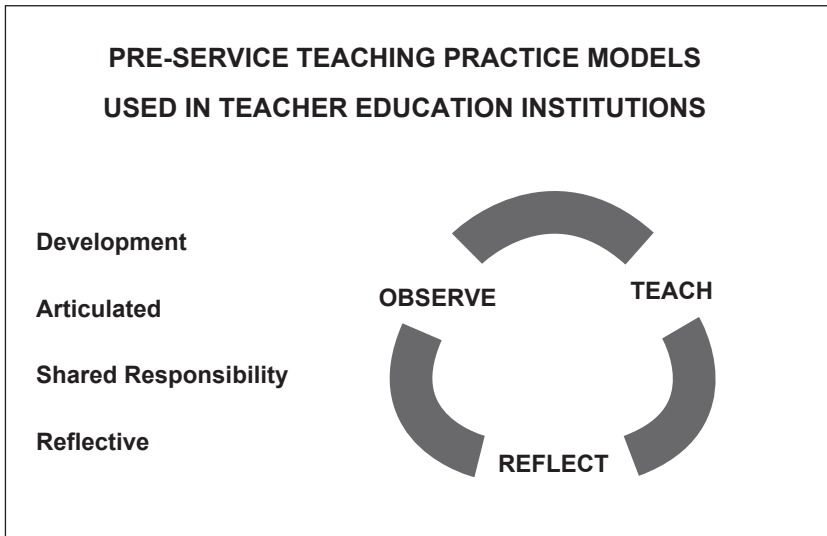 PRE-SERVICE TEACHING PRACTICE MODELS
USED IN TEACHER EDUCATION INSTITUTIONS
Development
Articulated
Shared Responsibility
Reflective
OBSERVE
TEACH
REFLECT